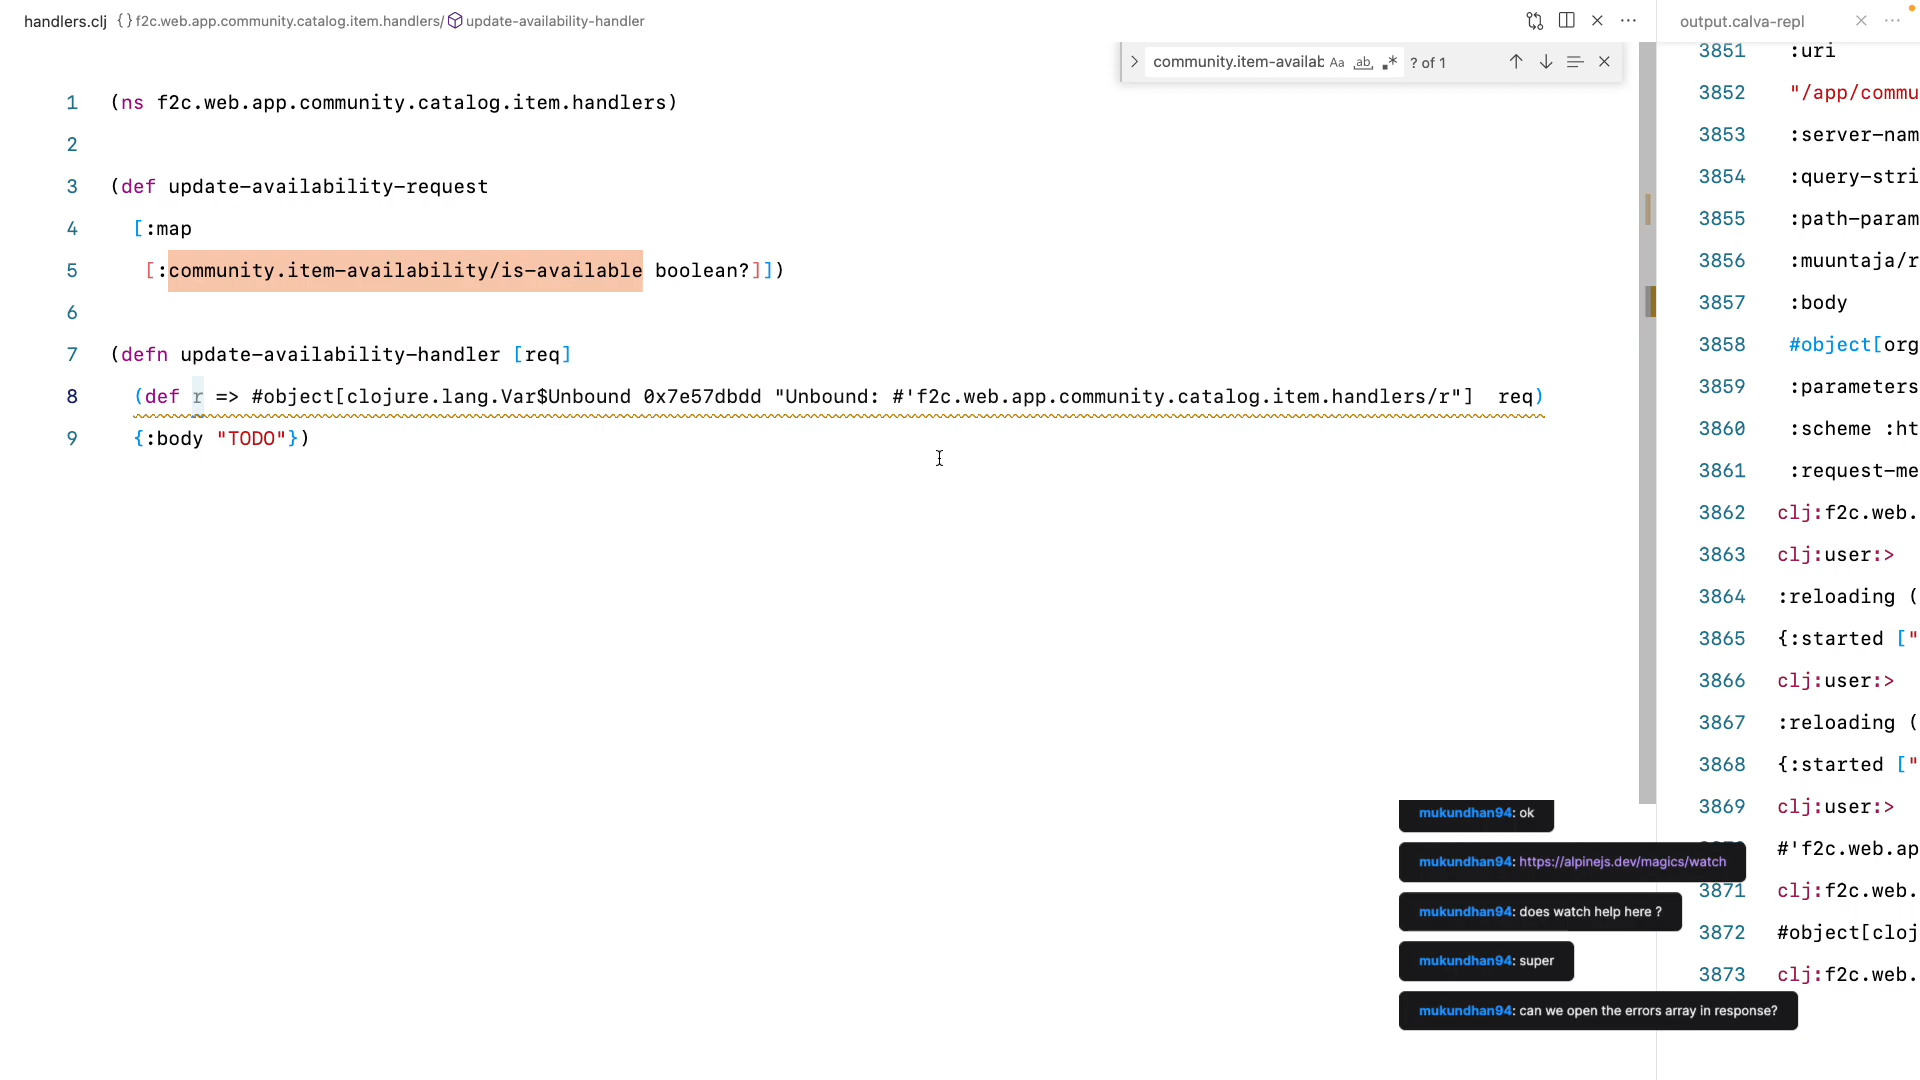 handlers.clj {} f2c.web.app.community.catalog.item.handlers/ update-availability-handler
community.item-availab Aa ab .* ? of 1
1 (ns f2c.web.app.community.catalog.item.handlers)
2
3 (def update-availability-request
4 [:map
5 [:community.item-availability/is-available boolean?]])
6
7 (defn update-availability-handler [req]
8 (def r => #object[clojure.lang.Var$Unbound 0x7e57dbdd "Unbound: #'f2c.web.app.community.catalog.item.handlers/r"] req)
9 {:body "TODO"})
output.calva-repl
3851 :uri
3852 "/app/commu
3853 :server-nam
3854 :query-stri
3855 :path-param
3856 :muuntaja/r
3857 :body
3858 #object[org
3859 :parameters
3860 :scheme :ht
3861 :request-me
3862 clj:f2c.web.
3863 clj:user:>
3864 :reloading (
3865 {:started ["
3866 clj:user:>
3867 :reloading (
3868 {:started ["
3869 clj:user:>
#'f2c.web.ap
3871 clj:f2c.web.
3872 #object[cloj
3873 clj:f2c.web.
mukundhan94: ok
mukundhan94: https://alpinejs.dev/magics/watch
mukundhan94: does watch help here ?
mukundhan94: super
mukundhan94: can we open the errors array in response?